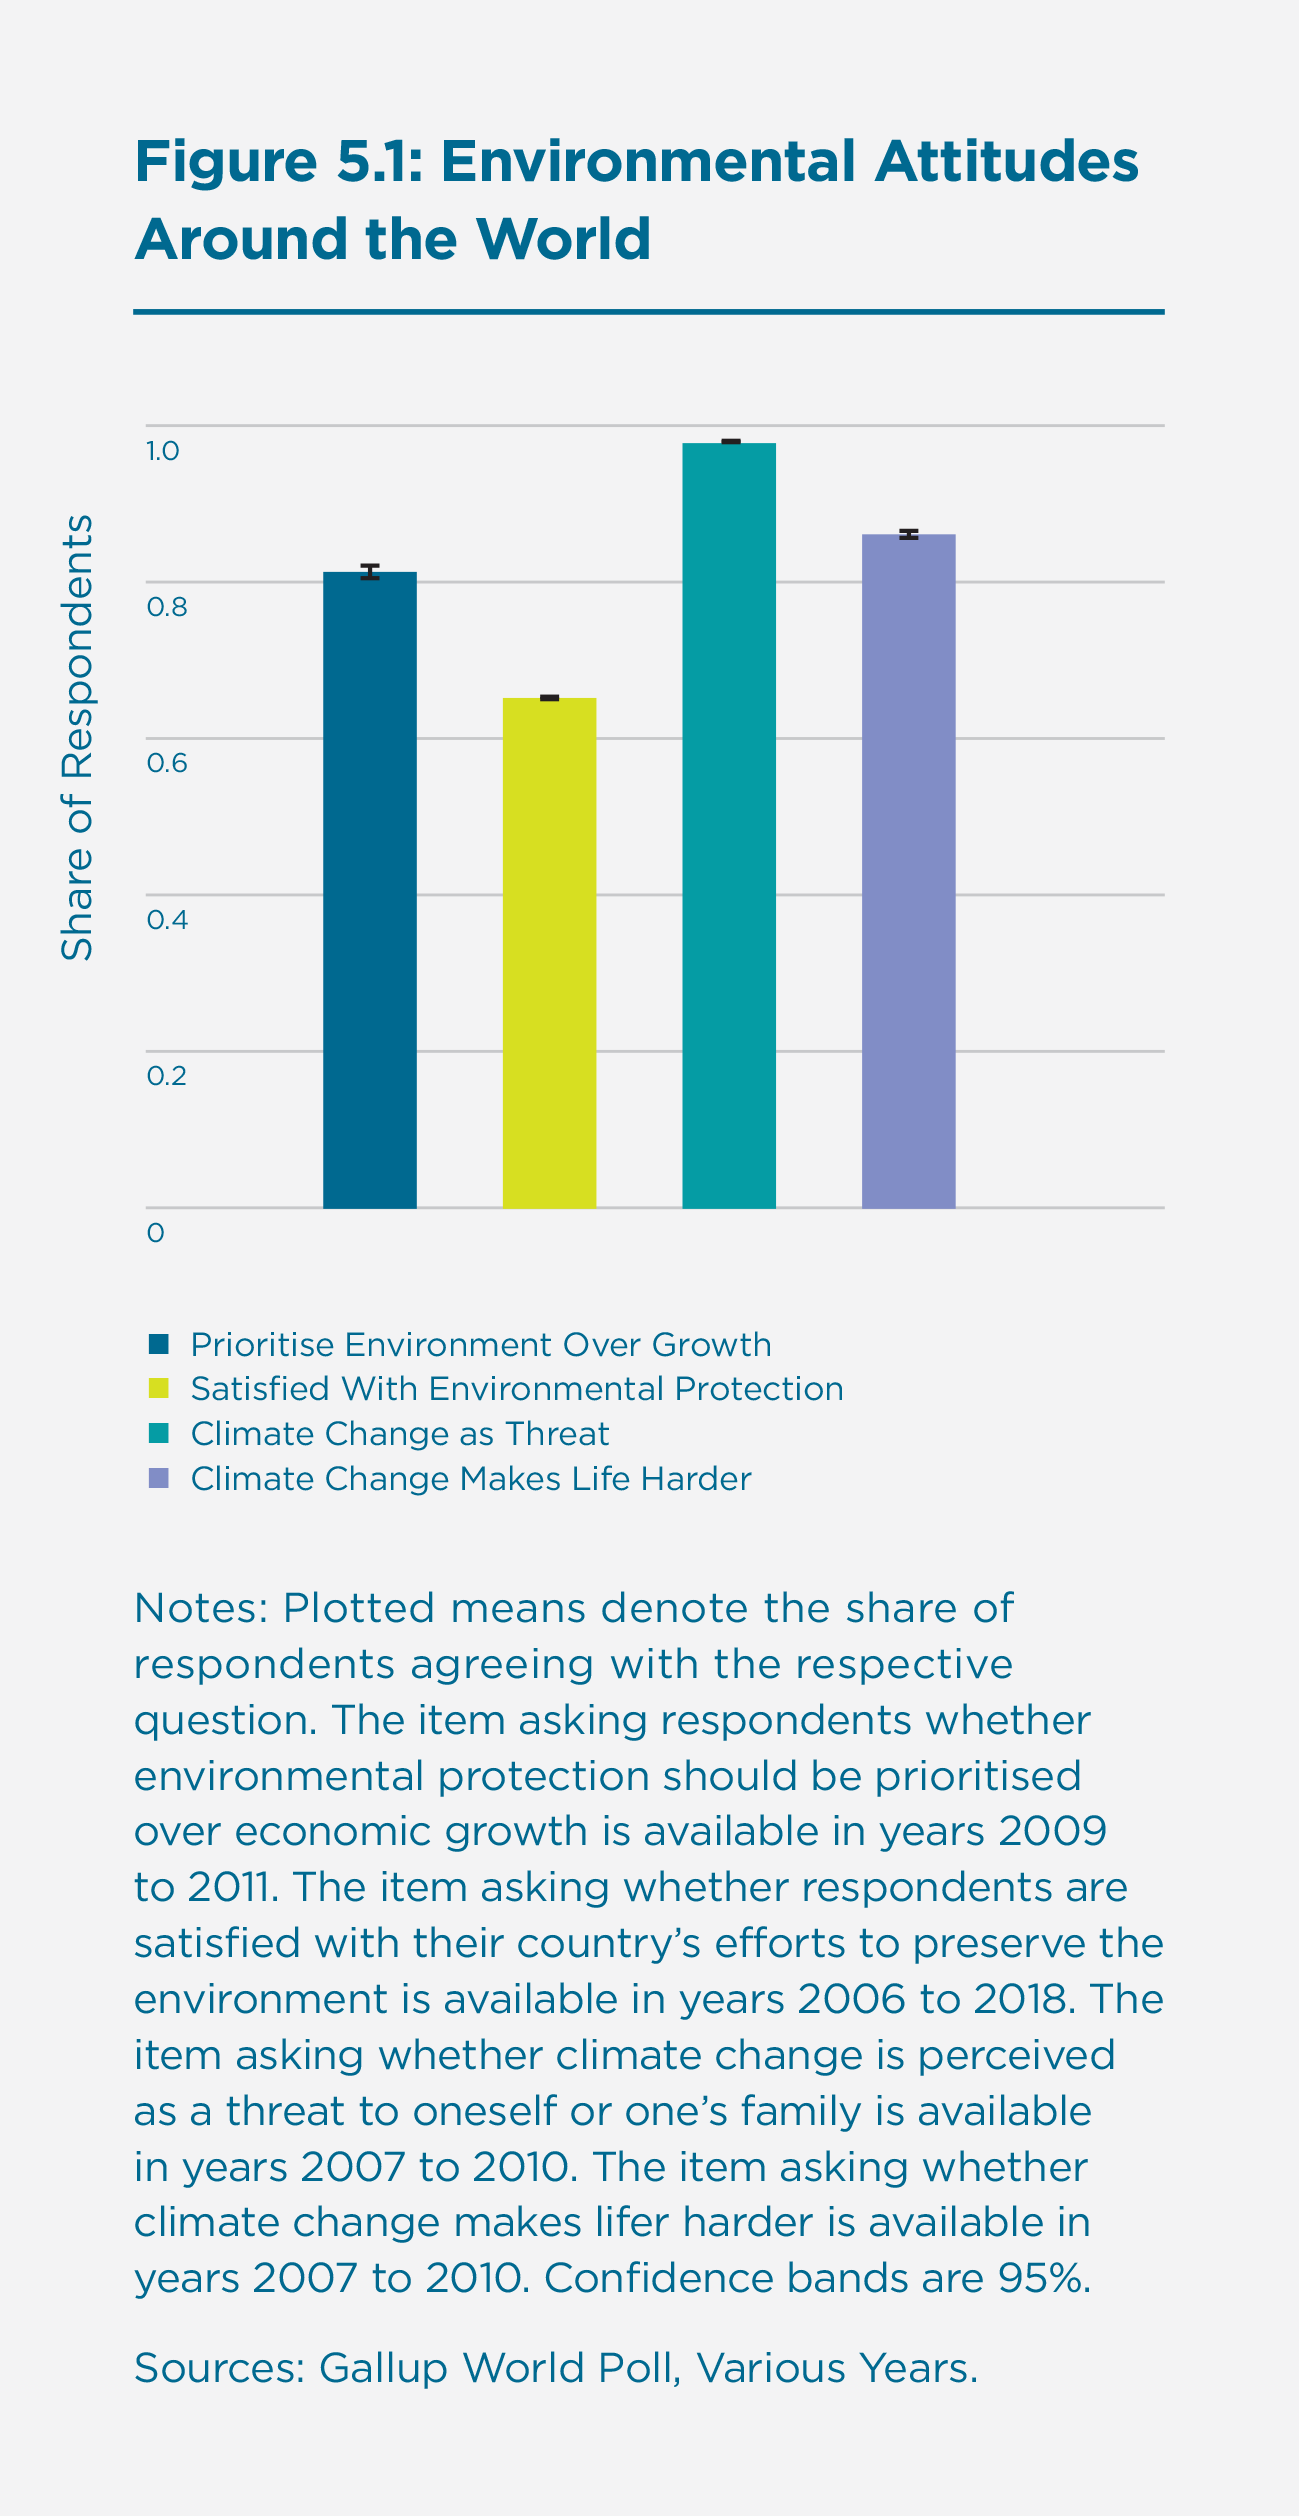 Figure 5.1: Environmental Attitudes
Around the World
Share of Respondents
1.0
0.8
0.6
0.4
0.2
0
Prioritise Environment Over Growth
Satisfied With Environmental Protection
Climate Change as Threat
Climate Change Makes Life Harder
Notes: Plotted means denote the share of
respondents agreeing with the respective
question. The item asking respondents whether
environmental protection should be prioritised
over economic growth is available in years 2009
to 2011. The item asking whether respondents are
satisfied with their country’s efforts to preserve the
environment is available in years 2006 to 2018. The
item asking whether climate change is perceived
as a threat to oneself or one’s family is available
in years 2007 to 2010. The item asking whether
climate change makes lifer harder is available in
years 2007 to 2010. Confidence bands are 95%.
Sources: Gallup World Poll, Various Years.